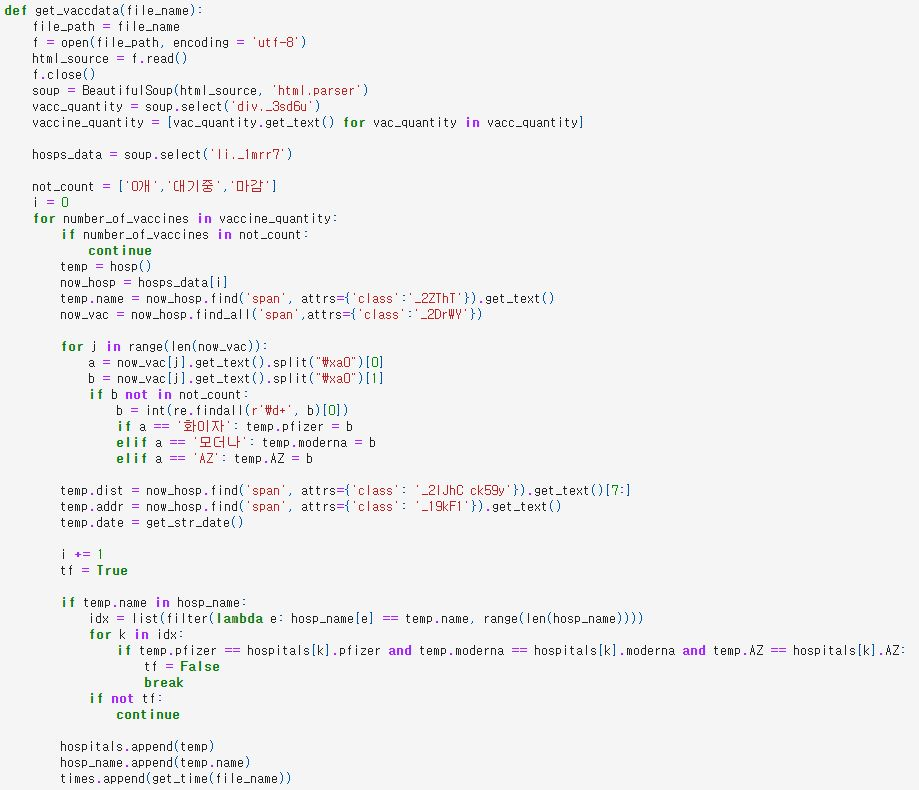 def get_vaccdata(file_name):
    file_path = file_name
    f = open(file_path, encoding = 'utf-8')
    html_source = f.read()
    f.close()
    soup = BeautifulSoup(html_source, 'html.parser')
    vacc_quantity = soup.select('div._3sd6u')
    vaccine_quantity = [vac_quantity.get_text() for vac_quantity in vacc_quantity]

    hosps_data = soup.select('li._1mrr7')

    not_count = ['0개','대기중','마감']
    i = 0
    for number_of_vaccines in vaccine_quantity:
        if number_of_vaccines in not_count:
            continue
        temp = hosp()
        now_hosp = hosps_data[i]
        temp.name = now_hosp.find('span', attrs={'class':'_2ZThT'}).get_text()
        now_vac = now_hosp.find_all('span',attrs={'class':'_2Dr₩Y'})

        for j in range(len(now_vac)):
            a = now_vac[j].get_text().split("₩xa0")[0]
            b = now_vac[j].get_text().split("₩xa0")[1]
            if b not in not_count:
                b = int(re.findall(r'₩d+', b)[0])
                if a == '화이자': temp.pfizer = b
                elif a == '모더나': temp.moderna = b
                elif a == 'AZ': temp.AZ = b

        temp.dist = now_hosp.find('span', attrs={'class': '_2IJhC ck59y'}).get_text()[7:]
        temp.addr = now_hosp.find('span', attrs={'class': '_19kF1'}).get_text()
        temp.date = get_str_date()

        i += 1
        tf = True

        if temp.name in hosp_name:
            idx = list(filter(lambda e: hosp_name[e] == temp.name, range(len(hosp_name))))
            for k in idx:
                if temp.pfizer == hospitals[k].pfizer and temp.moderna == hospitals[k].moderna and temp.AZ == hospitals[k].AZ:
                    tf = False
                    break
            if not tf:
                continue

        hospitals.append(temp)
        hosp_name.append(temp.name)
        times.append(get_time(file_name))